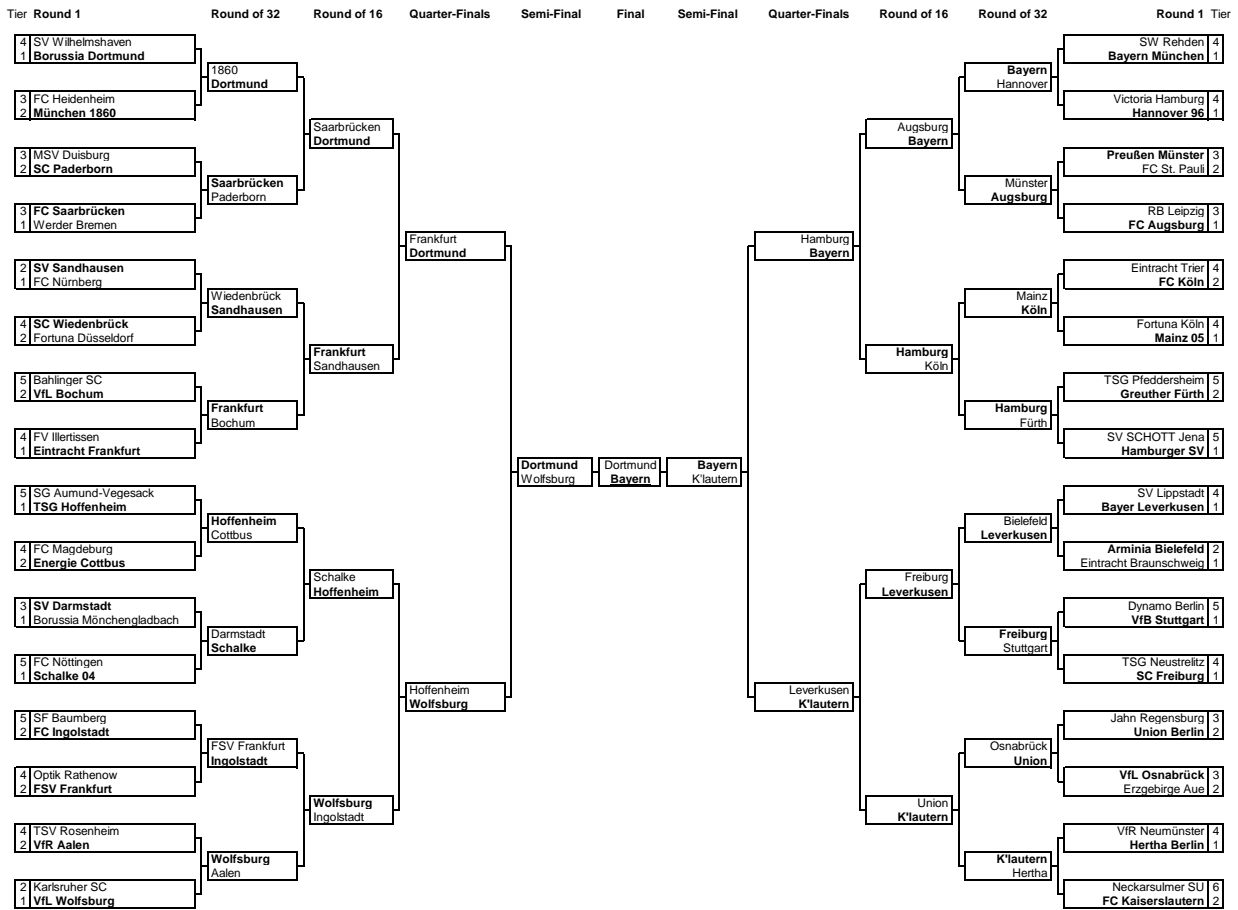 Tier Round 1 Round of 32 Round of 16 Quarter-Finals Semi-Final Final Semi-Final Quarter-Finals Round of 16 Round of 32 Round 1 Tier
4 SV Wilhelmshaven
1 Borussia Dortmund
3 FC Heidenheim
2 München 1860
3 MSV Duisburg
2 SC Paderborn
3 FC Saarbrücken
1 Werder Bremen
2 SV Sandhausen
1 FC Nürnberg
4 SC Wiedenbrück
2 Fortuna Düsseldorf
5 Bahlinger SC
2 VfL Bochum
4 FV Illertissen
1 Eintracht Frankfurt
5 SG Aumund-Vegesack
1 TSG Hoffenheim
4 FC Magdeburg
2 Energie Cottbus
3 SV Darmstadt
1 Borussia Mönchengladbach
5 FC Nöttingen
1 Schalke 04
5 SF Baumberg
2 FC Ingolstadt
4 Optik Rathenow
2 FSV Frankfurt
4 TSV Rosenheim
2 VfR Aalen
2 Karlsruher SC
1 VfL Wolfsburg
1860
Dortmund
Saarbrücken
Paderborn
Wiedenbrück
Sandhausen
Frankfurt
Bochum
Hoffenheim
Cottbus
Darmstadt
Schalke
FSV Frankfurt
Ingolstadt
Wolfsburg
Aalen
Saarbrücken
Dortmund
Frankfurt
Sandhausen
Schalke
Hoffenheim
Wolfsburg
Ingolstadt
Frankfurt
Dortmund
Hoffenheim
Wolfsburg
Dortmund
Wolfsburg
Dortmund
Bayern
Bayern
K'lautern
Hamburg
Bayern
Leverkusen
K'lautern
Augsburg
Bayern
Hamburg
Köln
Freiburg
Leverkusen
Union
K'lautern
Bayern
Hannover
Münster
Augsburg
Mainz
Köln
Hamburg
Fürth
Bielefeld
Leverkusen
Freiburg
Stuttgart
Osnabrück
Union
K'lautern
Hertha
SW Rehden 4
Bayern München 1
Victoria Hamburg 4
Hannover 96 1
Preußen Münster 3
FC St. Pauli 2
RB Leipzig 3
FC Augsburg 1
Eintracht Trier 4
FC Köln 2
Fortuna Köln 4
Mainz 05 1
TSG Pfeddersheim 5
Greuther Fürth 2
SV SCHOTT Jena 5
Hamburger SV 1
SV Lippstadt 4
Bayer Leverkusen 1
Arminia Bielefeld 2
Eintracht Braunschweig 1
Dynamo Berlin 5
VfB Stuttgart 1
TSG Neustrelitz 4
SC Freiburg 1
Jahn Regensburg 3
Union Berlin 2
VfL Osnabrück 3
Erzgebirge Aue 2
VfR Neumünster 4
Hertha Berlin 1
Neckarsulmer SU 6
FC Kaiserslautern 2